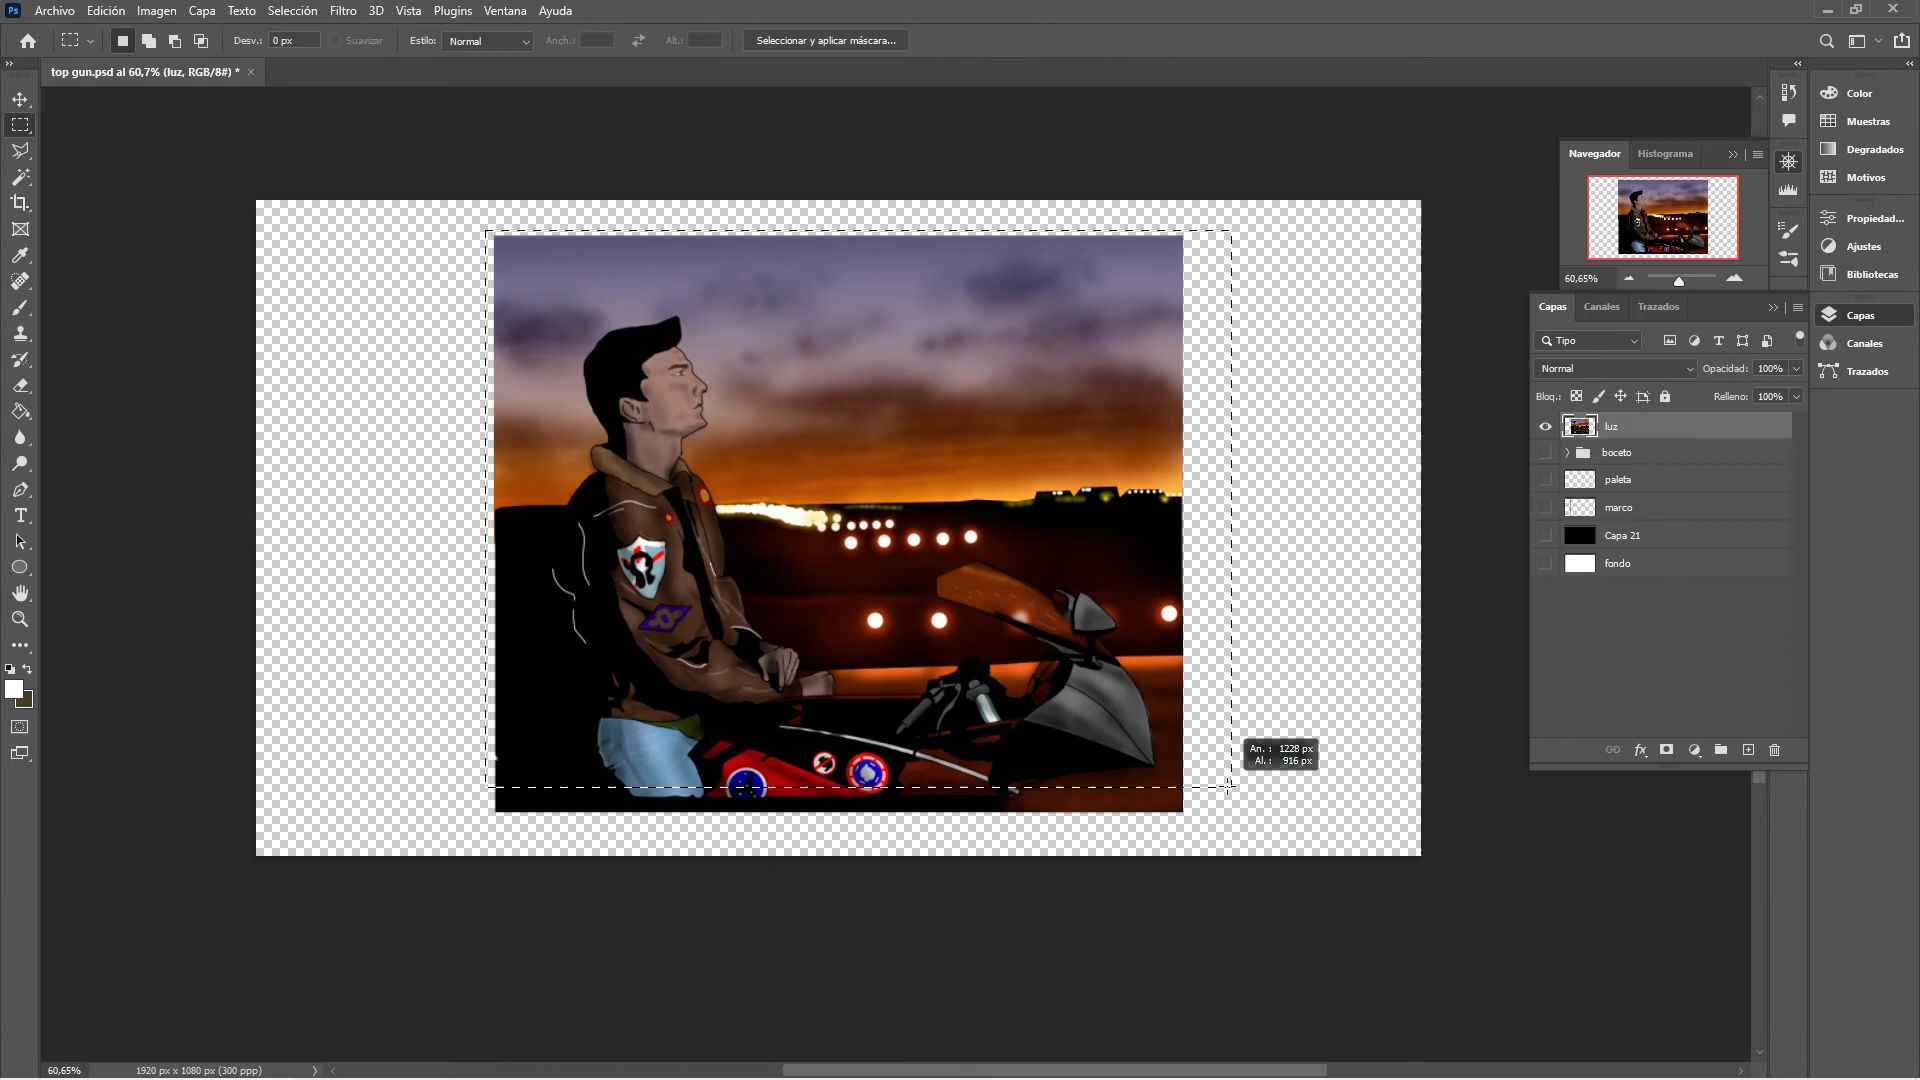 Ps Archivo Edición Imagen Capa Texto Selección Filtro 3D Vista Plugins Ventana Ayuda
Desv.: 0 px Suavizar Estilo: Normal Anch.: Alt.: Seleccionar y aplicar máscara...
top gun.psd al 60,7% (luz, RGB/8#) *
Color
Muestras
Degradados
Motivos
Propiedad...
Ajustes
Bibliotecas
Capas
Canales
Trazados
Navegador Histograma
60,65%
Capas Canales Trazados
Tipo
Normal Opacidad: 100%
Bloq.: Relleno: 100%
luz
boceto
paleta
marco
Capa 21
fondo
An. : 1228 px
Al. : 916 px
60,65% 1920 px x 1080 px (300 ppp)